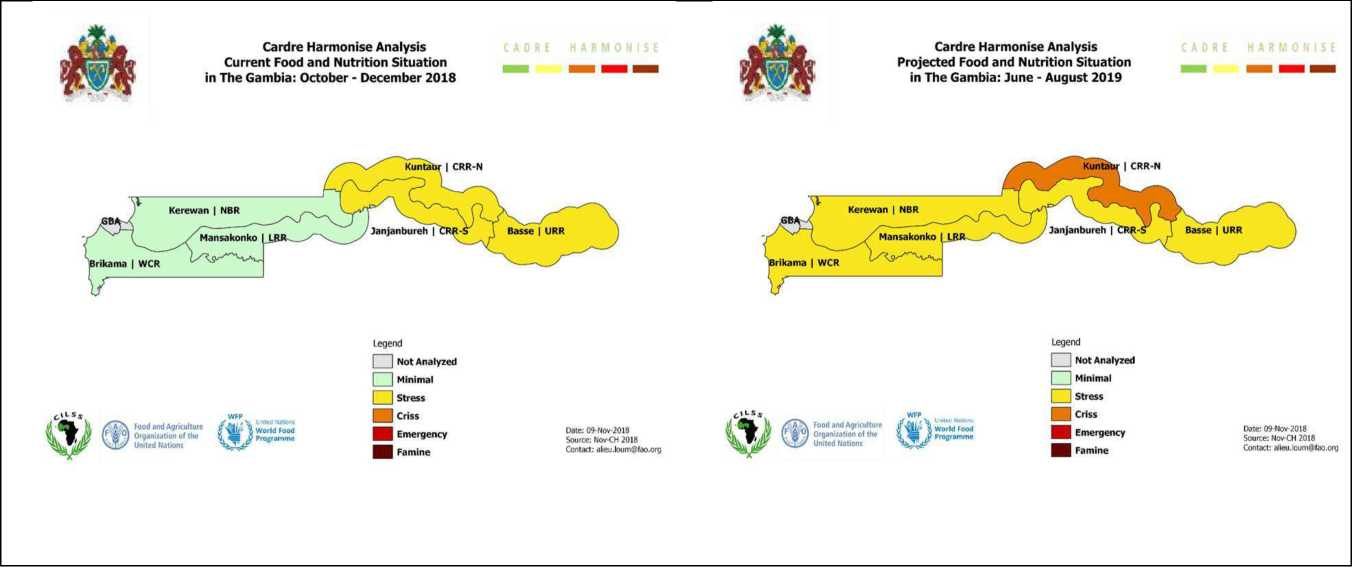 Cardre Harmonise Analysis
Current Food and Nutrition Situation
in The Gambia: October - December 2018
CADRE HARMONISE
Kuntaur | CRR-N
Kerewan | NBR
GBA
Mansakonko | LRR
Janjanbureh | CRR-S
Basse | URR
Brikama | WCR
Legend
Not Analyzed
Minimal
Stress
Criss
Emergency
Famine
CILSS
FAO
Food and Agriculture
Organization of the
United Nations
WFP
United Nations
World Food
Programme
Date: 09-Nov-2018
Source: Nov-CH 2018
Contact: alieu.loum@fao.org
Cardre Harmonise Analysis
Projected Food and Nutrition Situation
in The Gambia: June - August 2019
CADRE HARMONISE
Kuntaur | CRR-N
Kerewan | NBR
GBA
Mansakonko | LRR
Janjanbureh | CRR-S
Basse | URR
Brikama | WCR
Legend
Not Analyzed
Minimal
Stress
Criss
Emergency
Famine
CILSS
FAO
Food and Agriculture
Organization of the
United Nations
WFP
United Nations
World Food
Programme
Date: 09-Nov-2018
Source: Nov-CH 2018
Contact: alieu.loum@fao.org